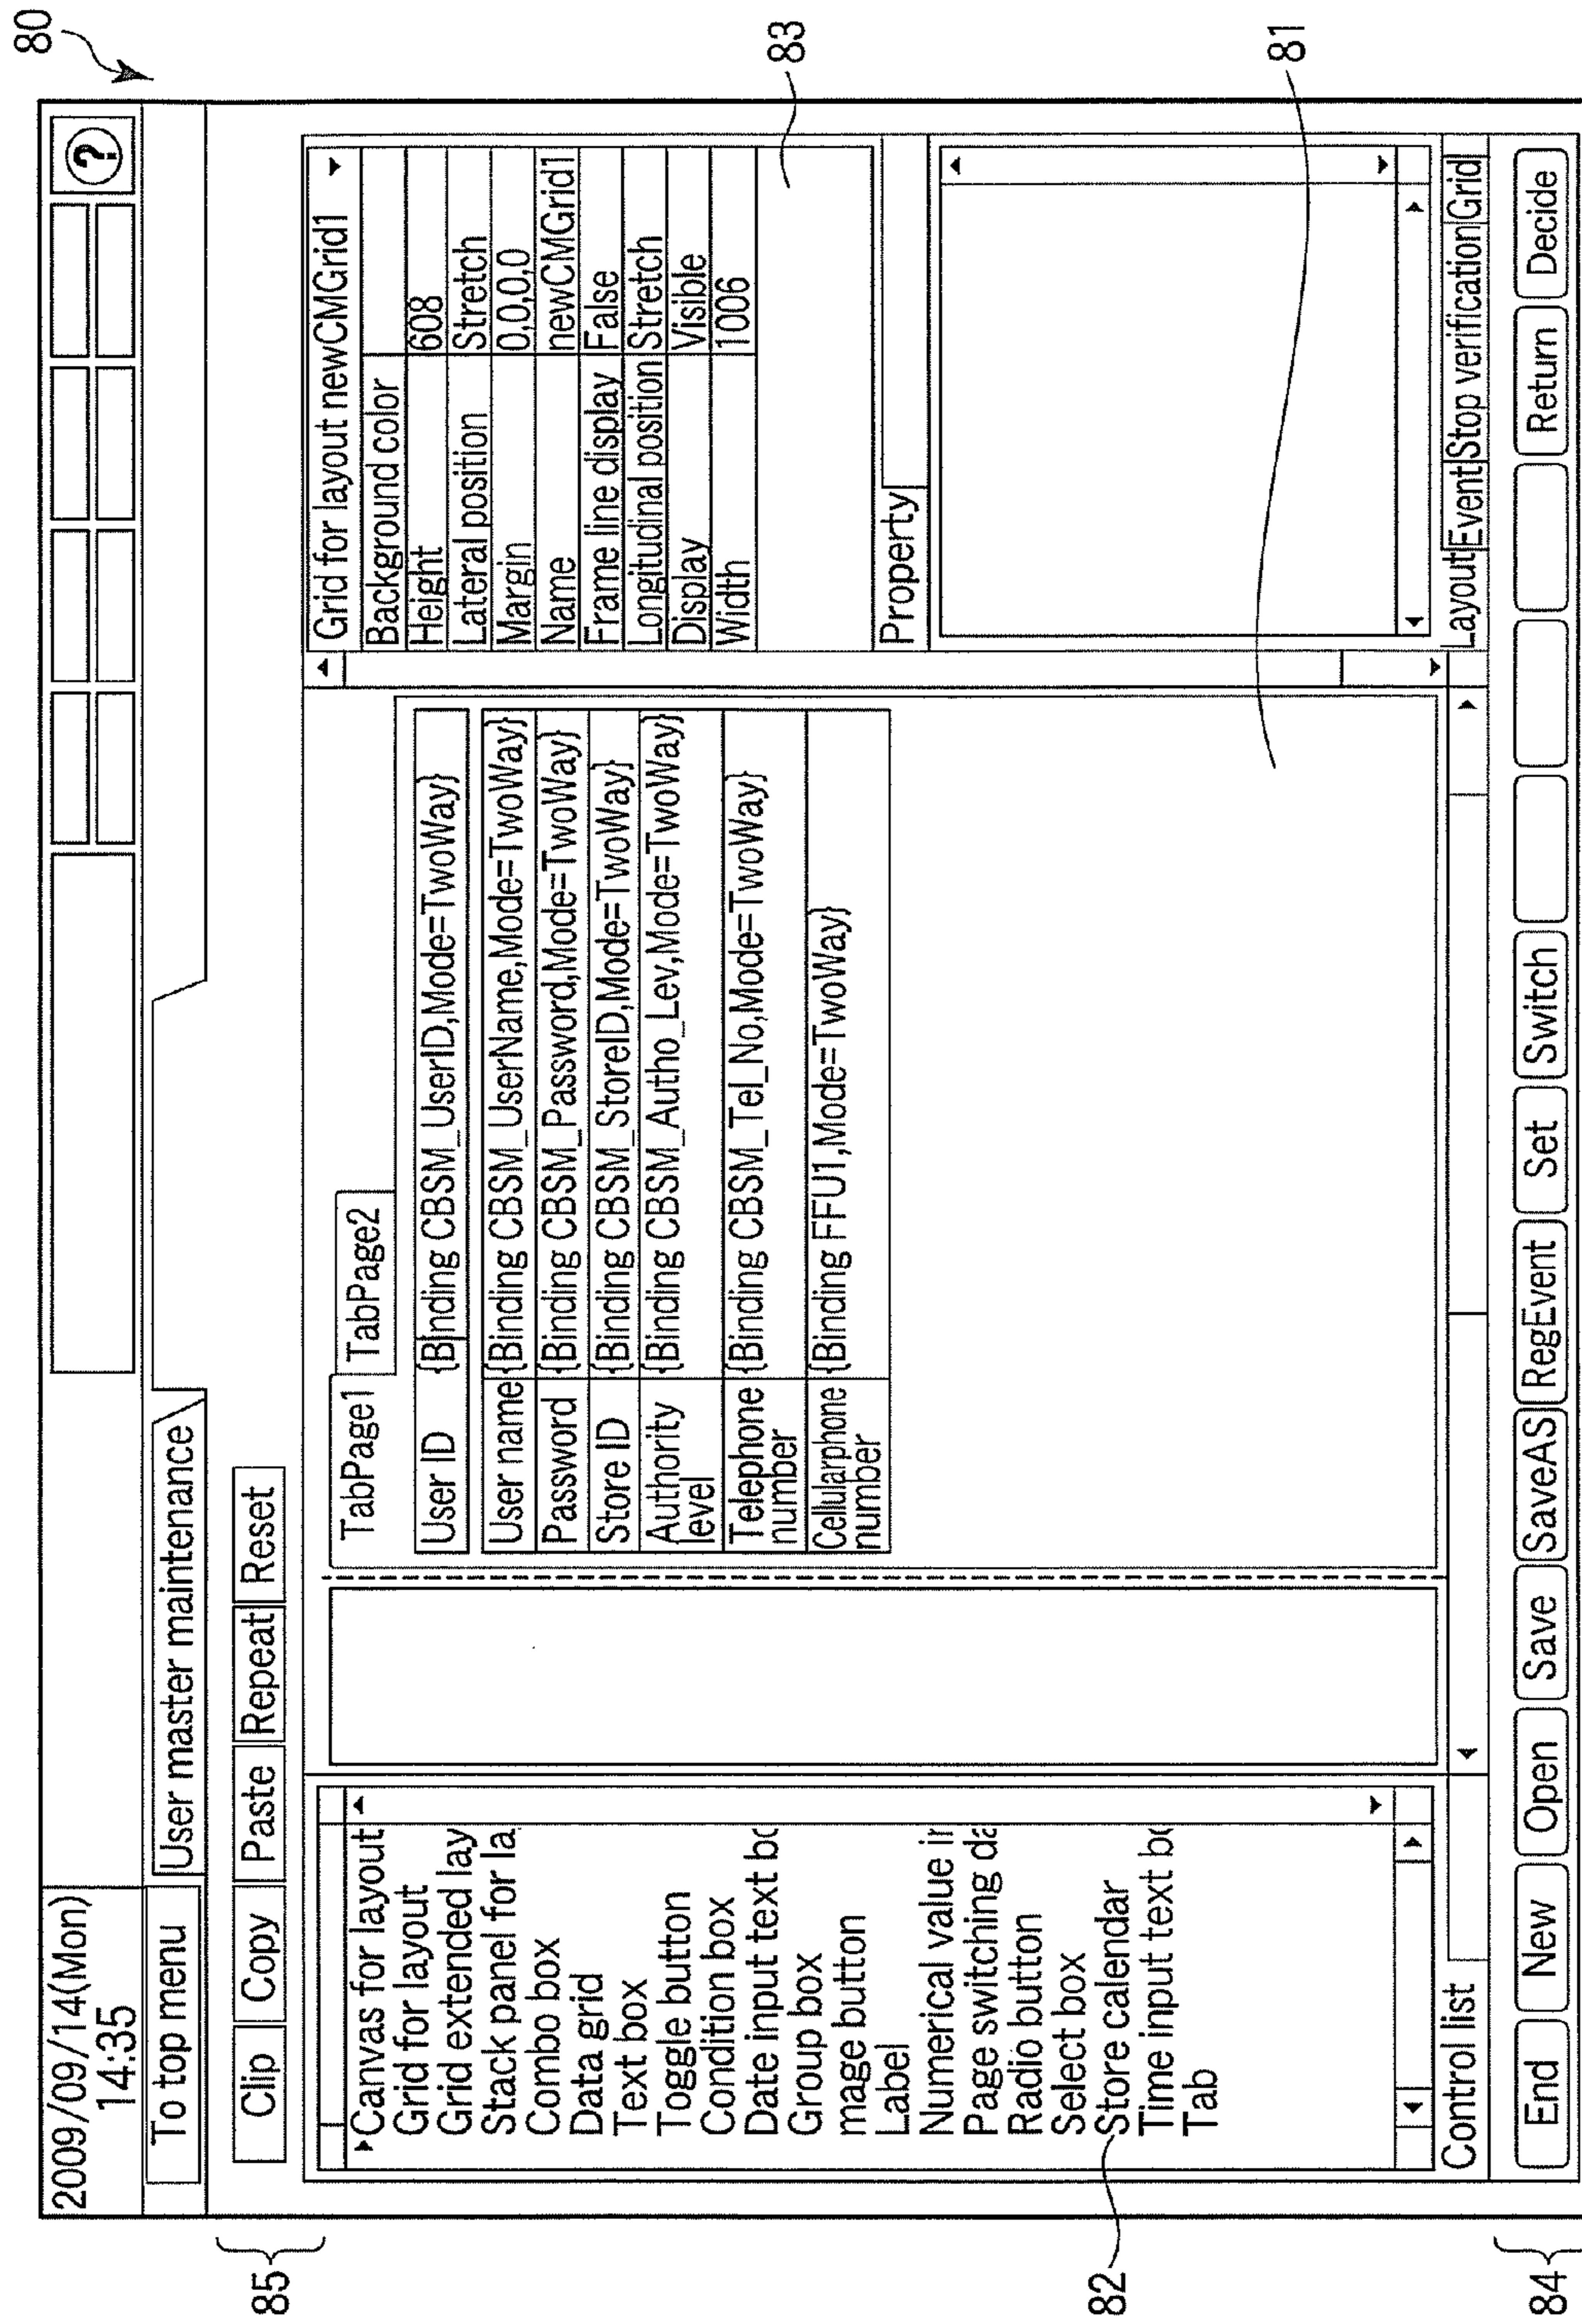 80
2009/09/14(Mon)
14:35
?
To top menu
User master maintenance
85
Clip Copy Paste Repeat Reset
Canvas for layout
Grid for layout
Grid extended lay
Stack panel for la
Combo box
Data grid
Text box
Toggle button
Condition box
Date input text bo
Group box
mage button
Label
Numerical value in
Page switching da
Radio button
Select box
Store calendar
Time input text bo
Tab
82
Control list
TabPage1 TabPage2
User ID {Binding CBSM_UserID,Mode=TwoWay}
User name {Binding CBSM_UserName,Mode=TwoWay}
Password {Binding CBSM_Password,Mode=TwoWay}
Store ID {Binding CBSM_StoreID,Mode=TwoWay}
Authority level {Binding CBSM_Autho_Lev,Mode=TwoWay}
Telephone number {Binding CBSM_Tel_No,Mode=TwoWay}
Cellularphone number {Binding FFU1,Mode=TwoWay}
Grid for layout newCMGrid1
Background color
Height 608
Lateral position Stretch
Margin 0,0,0,0
Name newCMGrid1
Frame line display False
Longitudinal position Stretch
Display Visible
Width 1006
83
Property
81
Layout Event Stop verification Grid
84
End New Open Save SaveAS RegEvent Set Switch Return Decide